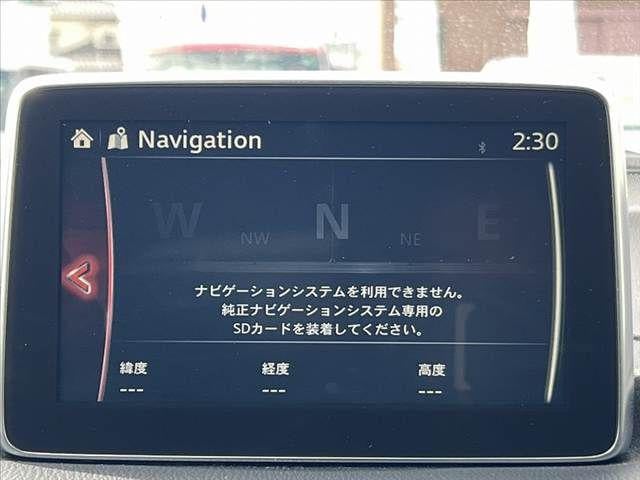 Navigation
2:30
W NW N NE E
ナビゲーションシステムを利用できません。
純正ナビゲーションシステム専用の
SDカードを装着してください。
緯度 経度 高度
--- --- ---